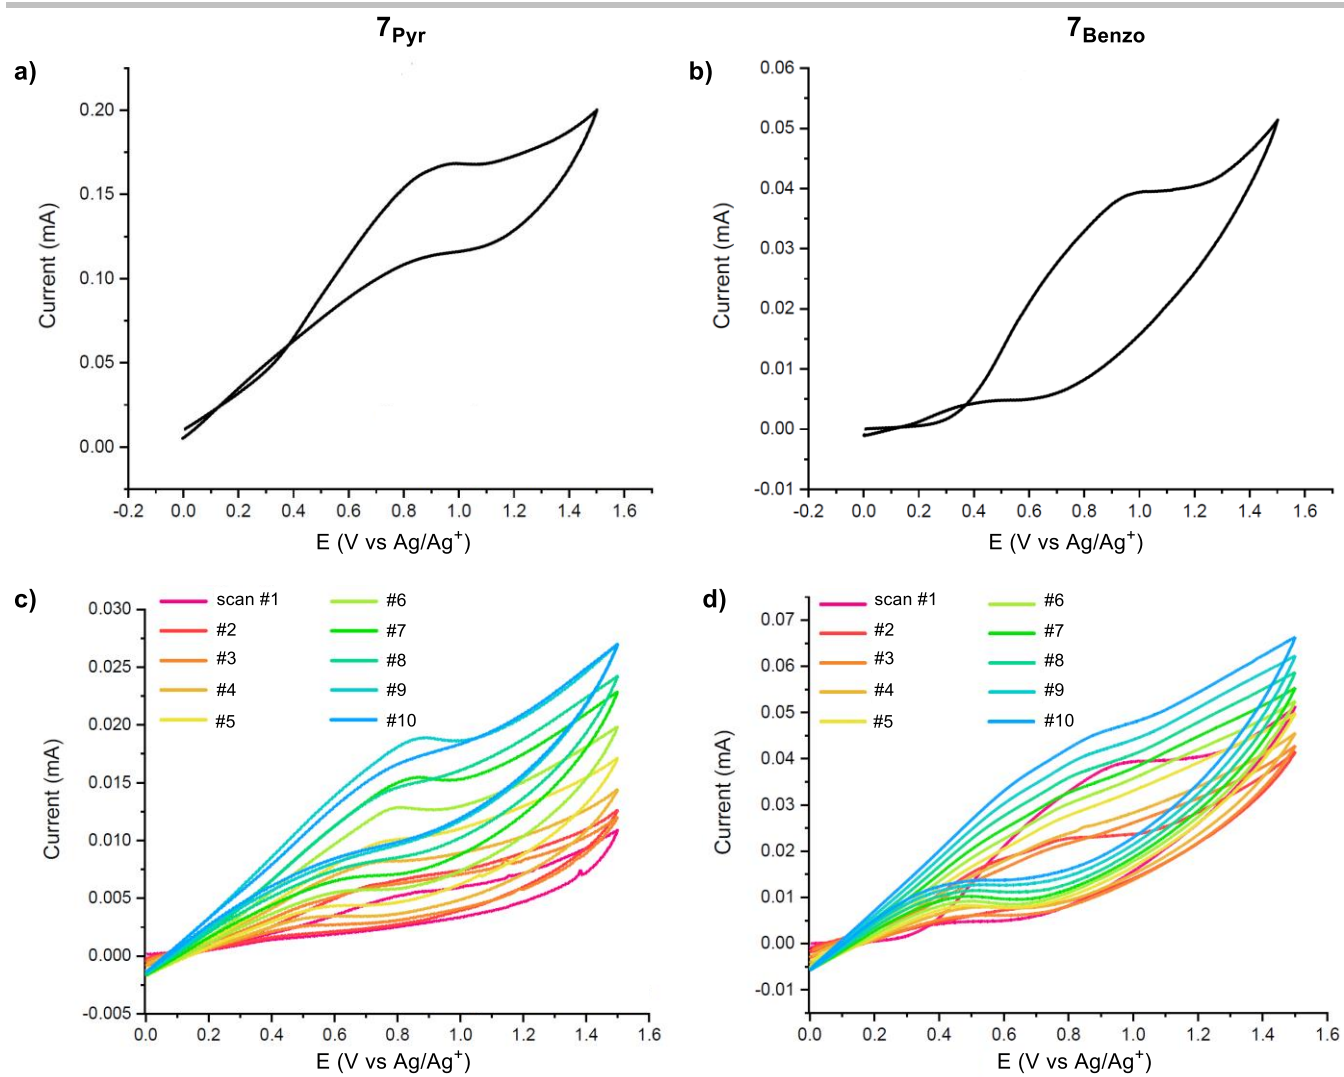 7Pyr
7Benzo
a)
0.20
0.15
0.10
0.05
0.00
Current (mA)
-0.2 0.0 0.2 0.4 0.6 0.8 1.0 1.2 1.4 1.6
E (V vs Ag/Ag+)
b)
0.06
0.05
0.04
0.03
0.02
0.01
0.00
-0.01
Current (mA)
-0.2 0.0 0.2 0.4 0.6 0.8 1.0 1.2 1.4 1.6
E (V vs Ag/Ag+)
c)
scan #1
#2
#3
#4
#5
#6
#7
#8
#9
#10
0.030
0.025
0.020
0.015
0.010
0.005
0.000
-0.005
Current (mA)
0.0 0.2 0.4 0.6 0.8 1.0 1.2 1.4 1.6
E (V vs Ag/Ag+)
d)
scan #1
#2
#3
#4
#5
#6
#7
#8
#9
#10
0.07
0.06
0.05
0.04
0.03
0.02
0.01
0.00
-0.01
Current (mA)
0.0 0.2 0.4 0.6 0.8 1.0 1.2 1.4 1.6
E (V vs Ag/Ag+)